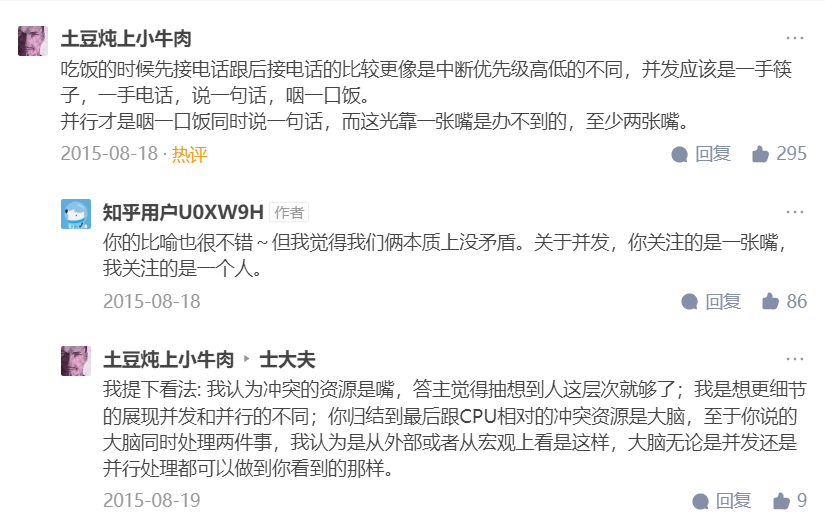 土豆炖上小牛肉
吃饭的时候先接电话跟后接电话的比较更像是中断优先级高低的不同，并发应该是一手筷
子，一手电话，说一句话，咽一口饭。
并行才是咽一口饭同时说一句话，而这光靠一张嘴是办不到的，至少两张嘴。
2015-08-18 · 热评 回复 295
知乎用户U0XW9H 作者
你的比喻也很不错～但我觉得我们俩本质上没矛盾。关于并发，你关注的是一张嘴，
我关注的是一个人。
2015-08-18 回复 86
土豆炖上小牛肉 ▸ 士大夫
我提下看法: 我认为冲突的资源是嘴，答主觉得抽想到人这层次就够了；我是想更细节
的展现并发和并行的不同；你归结到最后跟CPU相对的冲突资源是大脑，至于你说的
大脑同时处理两件事，我认为是从外部或者从宏观上看是这样，大脑无论是并发还是
并行处理都可以做到你看到的那样。
2015-08-19 回复 9